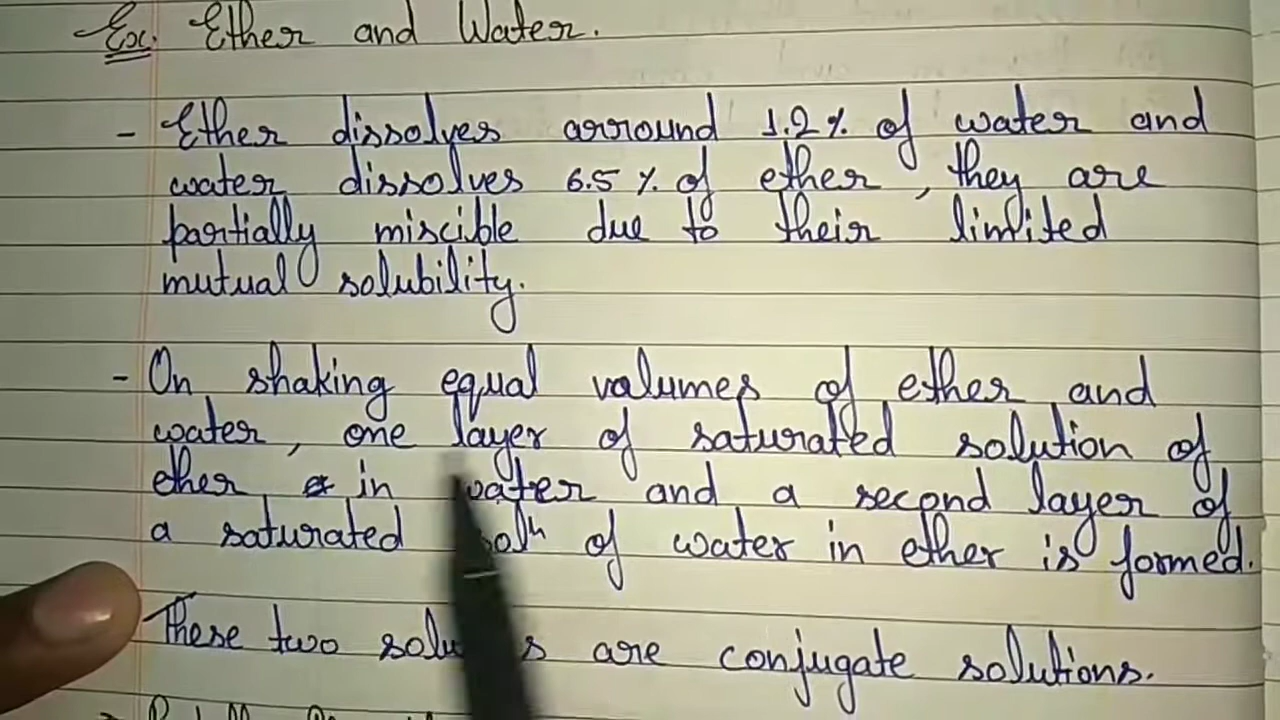 Ex. Ether and Water.
- Ether dissolves arround 1.2% of water and
water dissolves 6.5% of ether, they are
partially miscible due to their limited
mutual solubility.
- On shaking equal volumes of ether and
water, one layer of saturated solution of
ether in water and a second layer of
a saturated solⁿ of water in ether is formed.
These two are conjugate solutions.